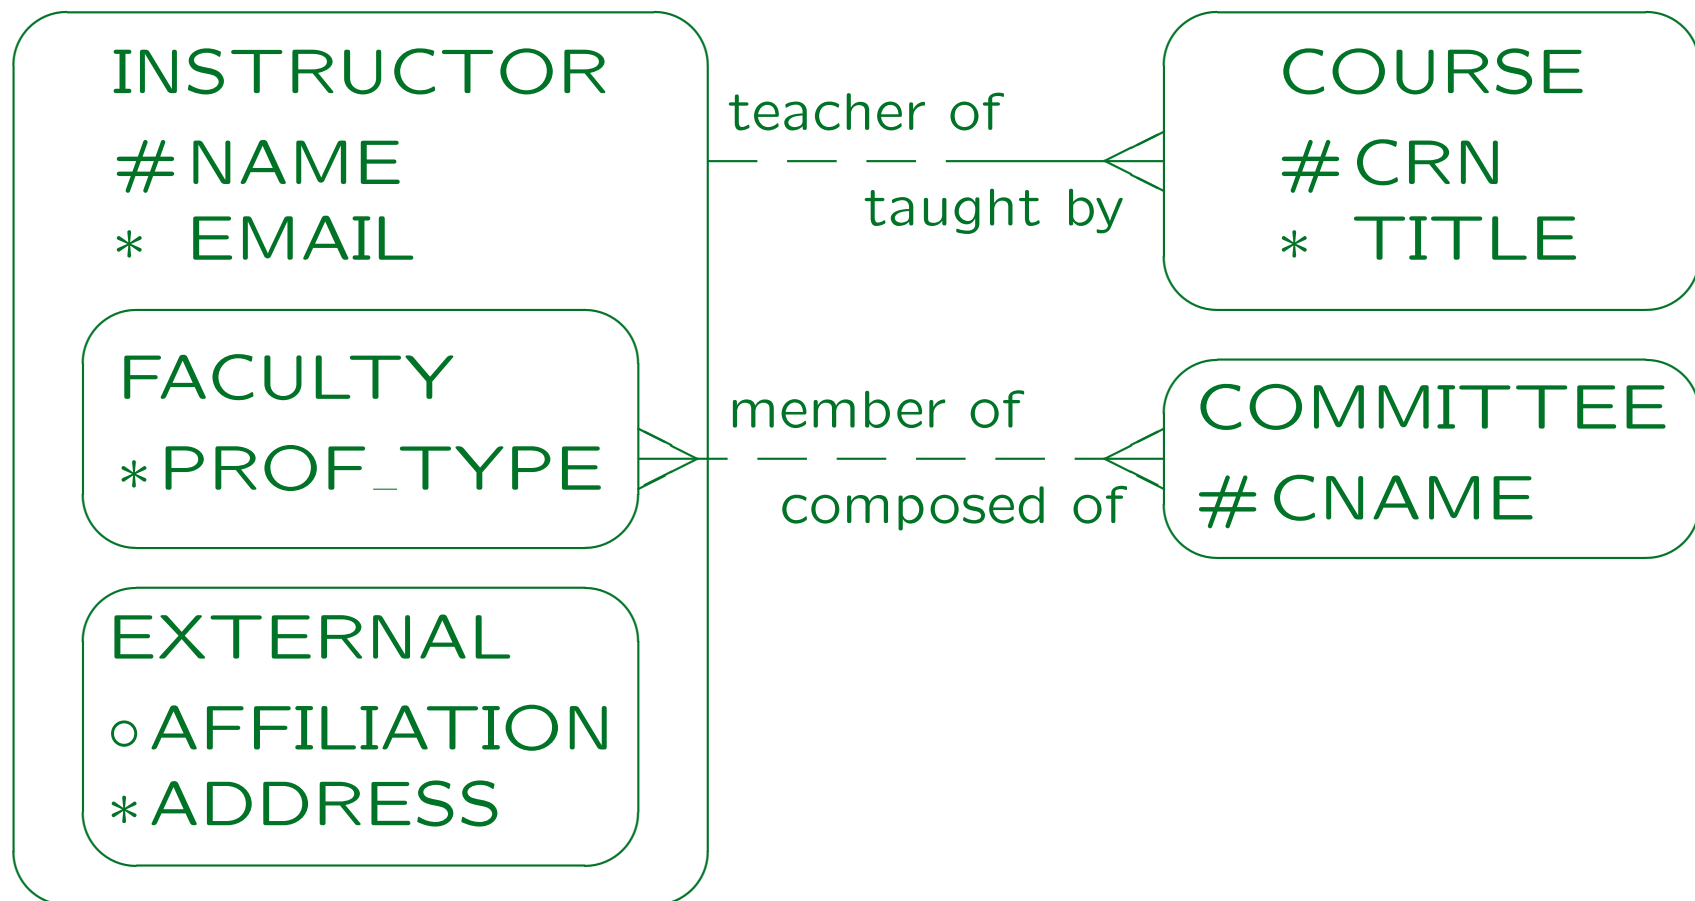 INSTRUCTOR
# NAME
* EMAIL
FACULTY
* PROF_TYPE
EXTERNAL
○ AFFILIATION
* ADDRESS
teacher of
taught by
member of
composed of
COURSE
# CRN
* TITLE
COMMITTEE
# CNAME